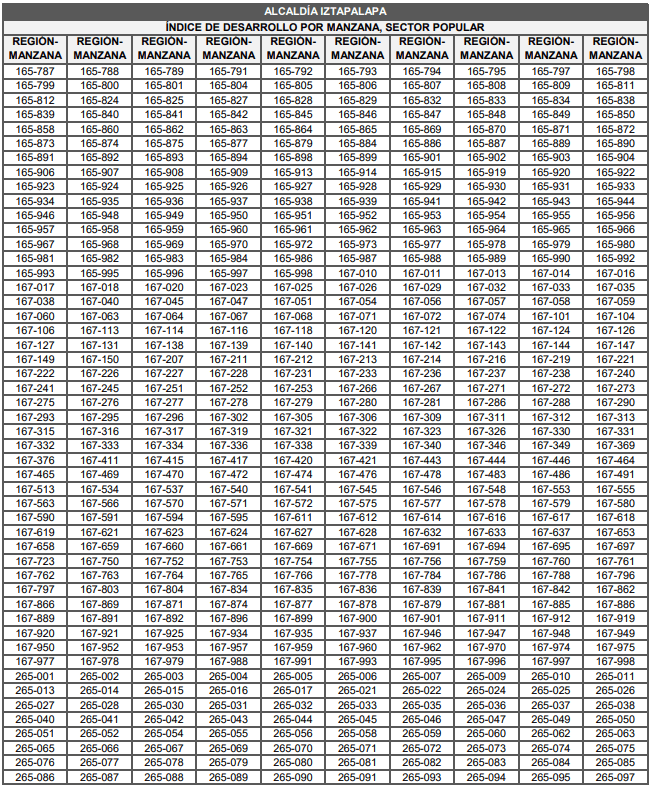 ALCALDÍA IZTAPALAPA
ÍNDICE DE DESARROLLO POR MANZANA, SECTOR POPULAR
REGIÓN- REGIÓN- REGIÓN- REGIÓN- REGIÓN- REGIÓN- REGIÓN- REGIÓN- REGIÓN- REGIÓN-
MANZANA MANZANA MANZANA MANZANA MANZANA MANZANA MANZANA MANZANA MANZANA MANZANA
165-787 165-788 165-789 165-791 165-792 165-793 165-794 165-795 165-797 165-798
165-799 165-800 165-801 165-804 165-805 165-806 165-807 165-808 165-809 165-811
165-812 165-824 165-825 165-827 165-828 165-829 165-832 165-833 165-834 165-838
165-839 165-840 165-841 165-842 165-845 165-846 165-847 165-848 165-849 165-850
165-858 165-860 165-862 165-863 165-864 165-865 165-869 165-870 165-871 165-872
165-873 165-874 165-875 165-877 165-879 165-884 165-886 165-887 165-889 165-890
165-891 165-892 165-893 165-894 165-898 165-899 165-901 165-902 165-903 165-904
165-906 165-907 165-908 165-909 165-913 165-914 165-915 165-919 165-920 165-922
165-923 165-924 165-925 165-926 165-927 165-928 165-929 165-930 165-931 165-933
165-934 165-935 165-936 165-937 165-938 165-939 165-941 165-942 165-943 165-944
165-946 165-948 165-949 165-950 165-951 165-952 165-953 165-954 165-955 165-956
165-957 165-958 165-959 165-960 165-961 165-962 165-963 165-964 165-965 165-966
165-967 165-968 165-969 165-970 165-972 165-973 165-977 165-978 165-979 165-980
165-981 165-982 165-983 165-984 165-986 165-987 165-988 165-989 165-990 165-992
165-993 165-995 165-996 165-997 165-998 167-010 167-011 167-013 167-014 167-016
167-017 167-018 167-020 167-023 167-025 167-026 167-029 167-032 167-033 167-035
167-038 167-040 167-045 167-047 167-051 167-054 167-056 167-057 167-058 167-059
167-060 167-063 167-064 167-067 167-068 167-071 167-072 167-074 167-101 167-104
167-106 167-113 167-114 167-116 167-118 167-120 167-121 167-122 167-124 167-126
167-127 167-131 167-138 167-139 167-140 167-141 167-142 167-143 167-144 167-147
167-149 167-150 167-207 167-211 167-212 167-213 167-214 167-216 167-219 167-221
167-222 167-226 167-227 167-228 167-231 167-233 167-236 167-237 167-238 167-240
167-241 167-245 167-251 167-252 167-253 167-266 167-267 167-271 167-272 167-273
167-275 167-276 167-277 167-278 167-279 167-280 167-281 167-286 167-288 167-290
167-293 167-295 167-296 167-302 167-305 167-306 167-309 167-311 167-312 167-313
167-315 167-316 167-317 167-319 167-321 167-322 167-323 167-326 167-330 167-331
167-332 167-333 167-334 167-336 167-338 167-339 167-340 167-346 167-349 167-369
167-376 167-411 167-415 167-417 167-420 167-421 167-443 167-444 167-446 167-464
167-465 167-469 167-470 167-472 167-474 167-476 167-478 167-483 167-486 167-491
167-513 167-534 167-537 167-540 167-541 167-545 167-546 167-548 167-553 167-555
167-563 167-566 167-570 167-571 167-572 167-575 167-577 167-578 167-579 167-580
167-590 167-591 167-594 167-595 167-611 167-612 167-614 167-616 167-617 167-618
167-619 167-621 167-623 167-624 167-627 167-628 167-632 167-633 167-637 167-653
167-658 167-659 167-660 167-661 167-669 167-671 167-691 167-694 167-695 167-697
167-723 167-750 167-752 167-753 167-754 167-755 167-756 167-759 167-760 167-761
167-762 167-763 167-764 167-765 167-766 167-778 167-784 167-786 167-788 167-796
167-797 167-803 167-804 167-834 167-835 167-836 167-839 167-841 167-842 167-862
167-866 167-869 167-871 167-874 167-877 167-878 167-879 167-881 167-885 167-886
167-889 167-891 167-892 167-896 167-899 167-900 167-901 167-911 167-912 167-919
167-920 167-921 167-925 167-934 167-935 167-937 167-946 167-947 167-948 167-949
167-950 167-952 167-953 167-957 167-959 167-960 167-962 167-970 167-974 167-975
167-977 167-978 167-979 167-988 167-991 167-993 167-995 167-996 167-997 167-998
265-001 265-002 265-003 265-004 265-005 265-006 265-007 265-009 265-010 265-011
265-013 265-014 265-015 265-016 265-017 265-021 265-022 265-024 265-025 265-026
265-027 265-028 265-030 265-031 265-032 265-033 265-035 265-036 265-037 265-038
265-040 265-041 265-042 265-043 265-044 265-045 265-046 265-047 265-049 265-050
265-051 265-052 265-054 265-055 265-056 265-058 265-059 265-060 265-062 265-063
265-065 265-066 265-067 265-069 265-070 265-071 265-072 265-073 265-074 265-075
265-076 265-077 265-078 265-079 265-080 265-081 265-082 265-083 265-084 265-085
265-086 265-087 265-088 265-089 265-090 265-091 265-093 265-094 265-095 265-097